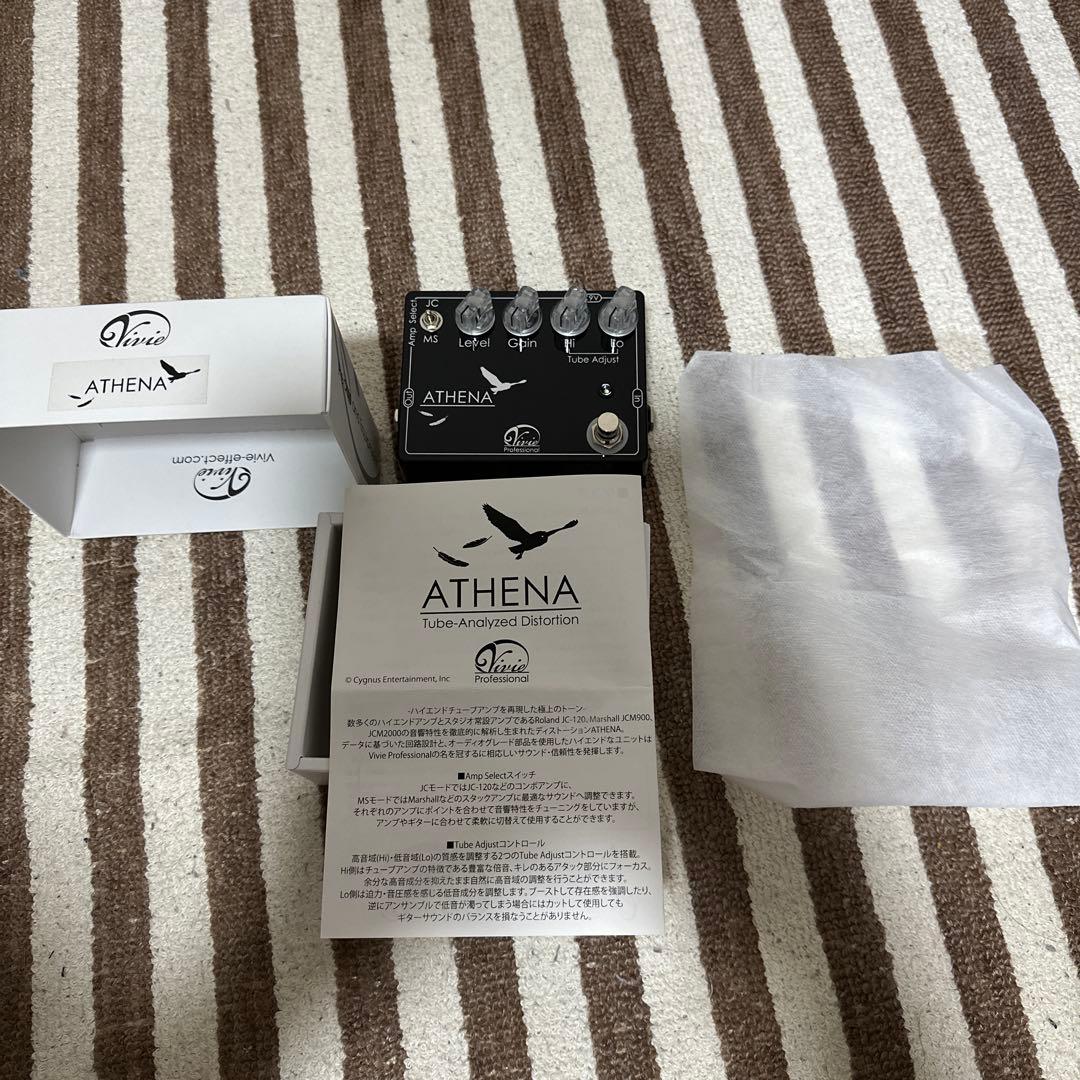 Vivie
ATHENA
Vivie
Vivie-effect.com
Amp Select
JC
MS
Level
Gain
Hi
Lo
9V
Tube Adjust
Out
In
ATHENA
Vivie
Professional
ATHENA
Tube-Analyzed Distortion
Vivie
Professional
© Cygnus Entertainment, Inc
-ハイエンドチューブアンプを再現した極上のトーン-
数多くのハイエンドアンプとスタジオ常設アンプであるRoland JC-120、Marshall JCM900、
JCM2000の音響特性を徹底的に解析し生まれたディストーションATHENA。
データに基づいた回路設計と、オーディオグレード部品を使用したハイエンドなユニットは
Vivie Professionalの名を冠するに相応しいサウンド・信頼性を発揮します。
■Amp Selectスイッチ
JCモードではJC-120などのコンボアンプに、
MSモードではMarshallなどのスタックアンプに最適なサウンドへ調整できます。
それぞれのアンプにポイントを合わせて音響特性をチューニングをしていますが、
アンプやギターに合わせて柔軟に切替えて使用することができます。
■Tube Adjustコントロール
高音域(Hi)・低音域(Lo)の質感を調整する2つのTube Adjustコントロールを搭載。
Hi側はチューブアンプの特徴である豊富な倍音、キレのあるアタック部分にフォーカス。
余分な高音成分を抑えたまま自然に高音域の調整を行うことができます。
Lo側は迫力・音圧感を感じる低音成分を調整します。ブーストして存在感を強調したり、
逆にアンサンブルで低音が濁ってしまう場合にはカットして使用しても
ギターサウンドのバランスを損なうことがありません。